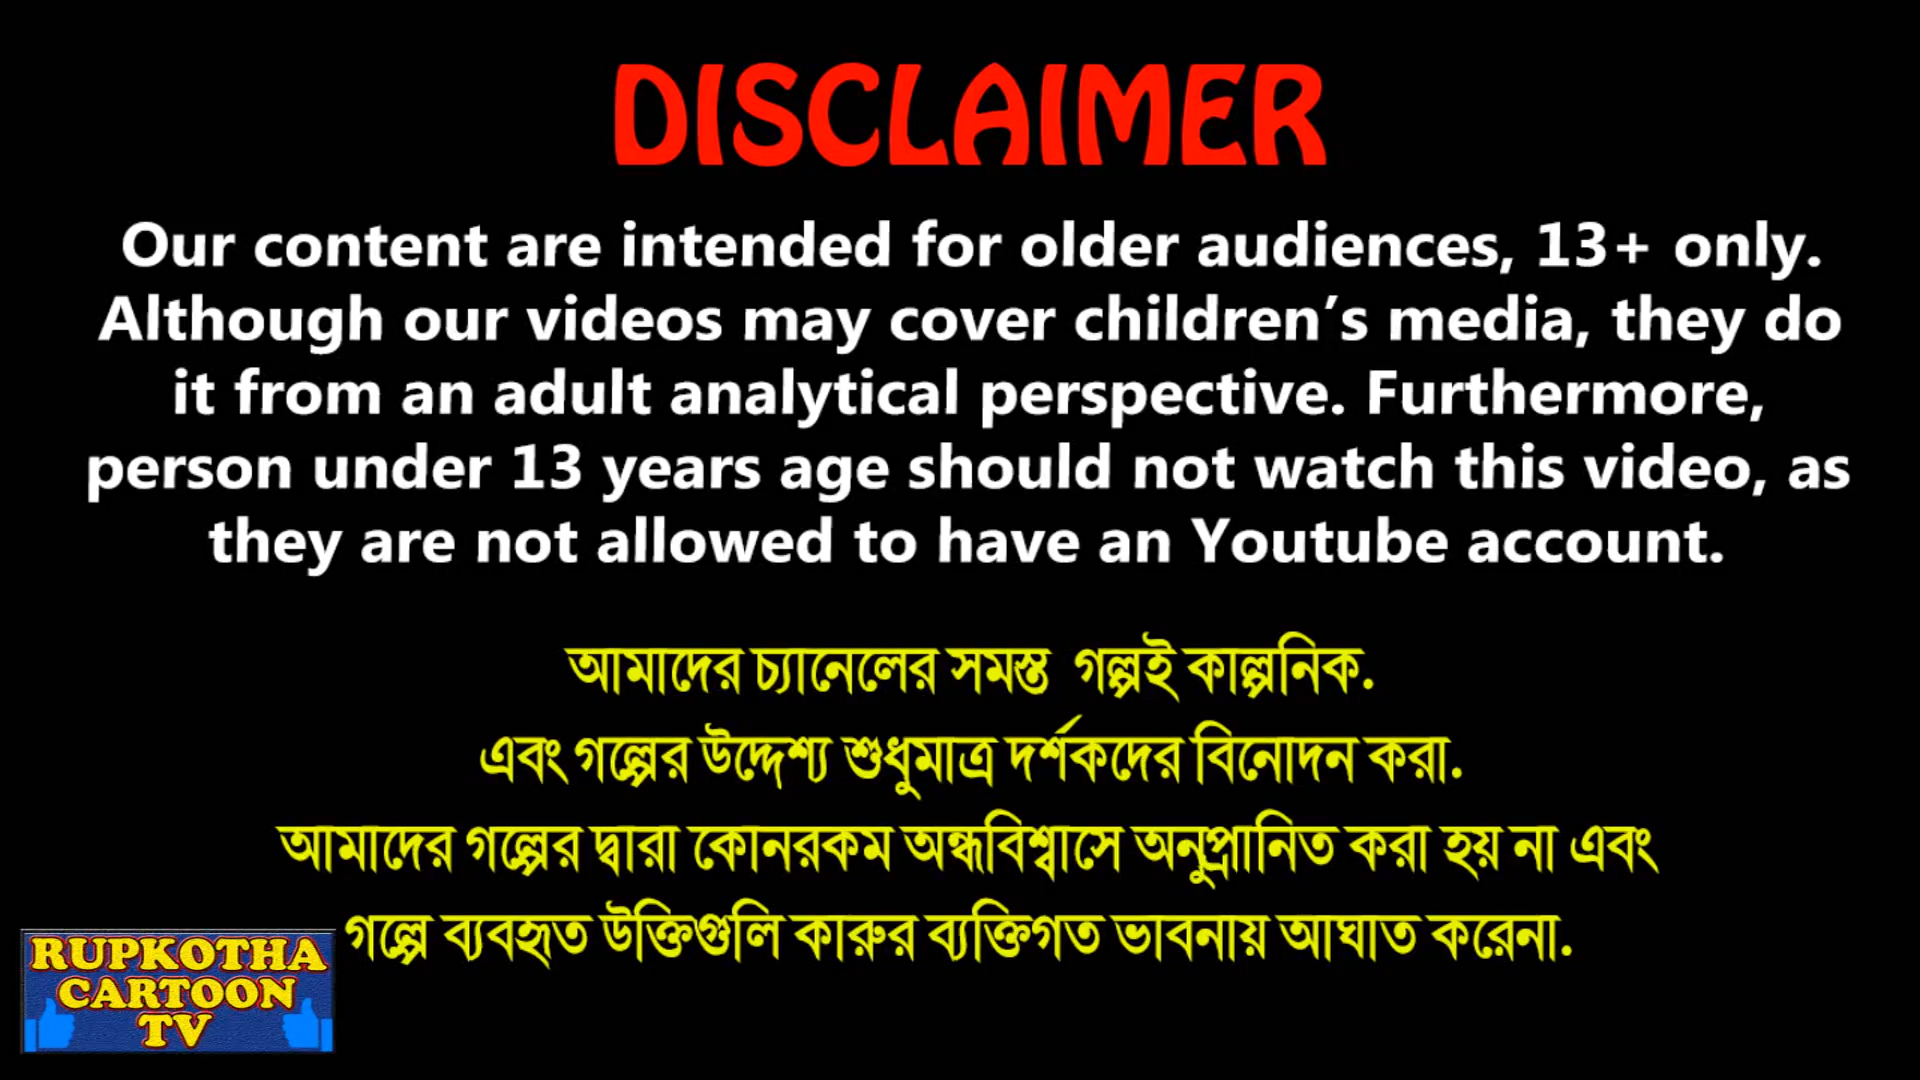 DISCLAIMER
Our content are intended for older audiences, 13+ only.
Although our videos may cover children’s media, they do
it from an adult analytical perspective. Furthermore,
person under 13 years age should not watch this video, as
they are not allowed to have an Youtube account.
আমাদের চ্যানেলের সমস্ত গল্পই কাল্পনিক.
এবং গল্পের উদ্দেশ্য শুধুমাত্র দর্শকদের বিনোদন করা.
আমাদের গল্পের দ্বারা কোনরকম অন্ধবিশ্বাসে অনুপ্রানিত করা হয় না এবং
গল্পে ব্যবহৃত উক্তিগুলি কারুর ব্যক্তিগত ভাবনায় আঘাত করেনা.
RUPKOTHA
CARTOON
TV